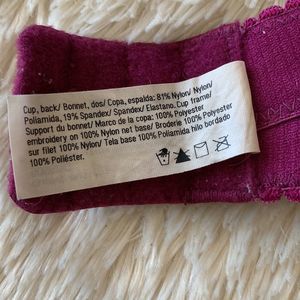 Cup, back/ Bonnet, dos/ Copa, espalda: 81% Nylon/ Nylon/
Poliamida, 19% Spandex/ Spandex/ Elastano. Cup frame/
Support du bonnet/ Marco de la copa: 100% Polyester
embroidery on 100% Nylon net base/ Broderie 100% Polyester
sur filet 100% Nylon/ Tela base 100% Poliamida hilo bordado
100% Poliéster.